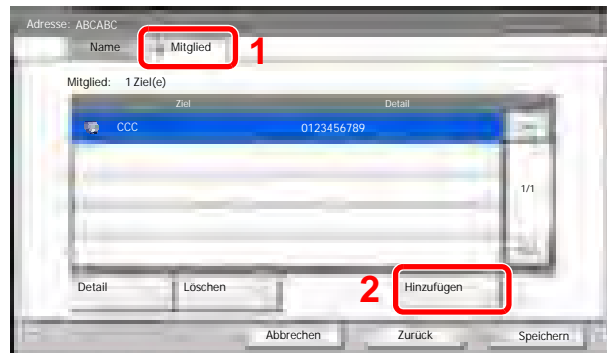 Adresse: ABCABC
Name Mitglied 1
Mitglied: 1 Ziel(e)
Ziel Detail
CCC 0123456789
1/1
Detail Löschen 2 Hinzufügen
Abbrechen Zurück Speichern